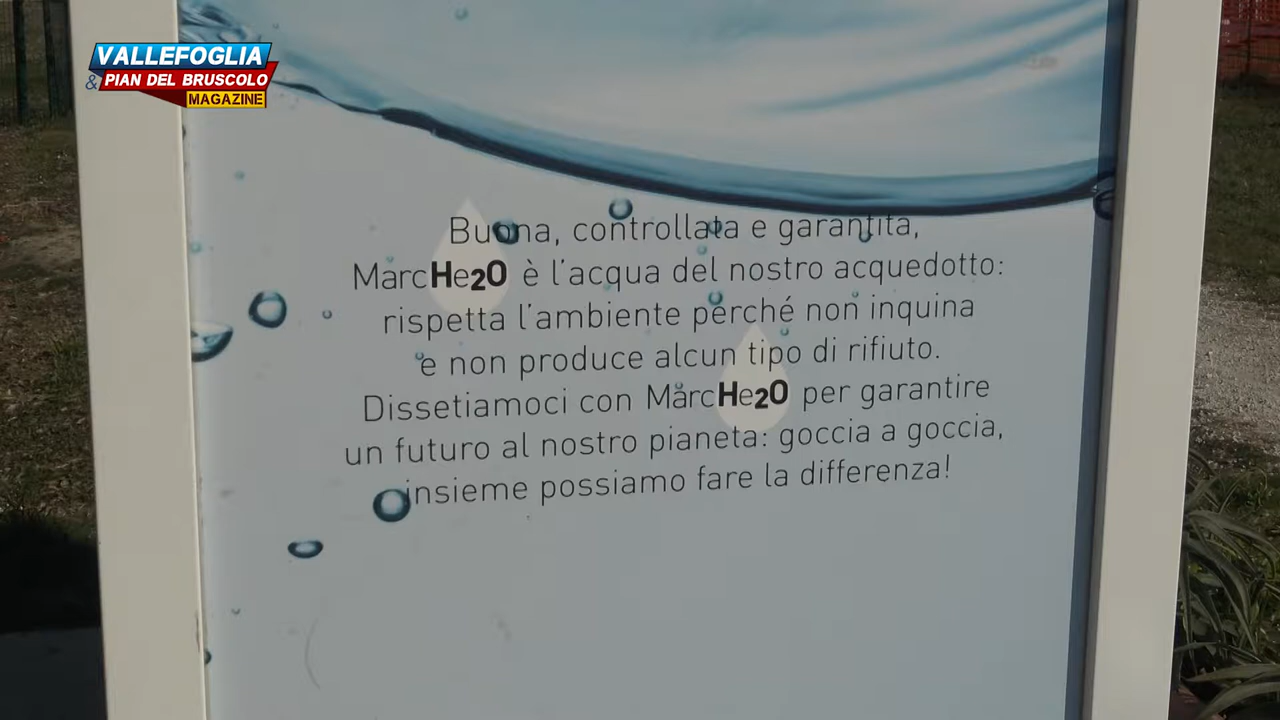 VALLEFOGLIA
& PIAN DEL BRUSCOLO
MAGAZINE
Buona, controllata e garantita,
MarcHe2O è l'acqua del nostro acquedotto:
rispetta l'ambiente perché non inquina
e non produce alcun tipo di rifiuto.
Dissetiamoci con MarcHe2O per garantire
un futuro al nostro pianeta: goccia a goccia,
insieme possiamo fare la differenza!